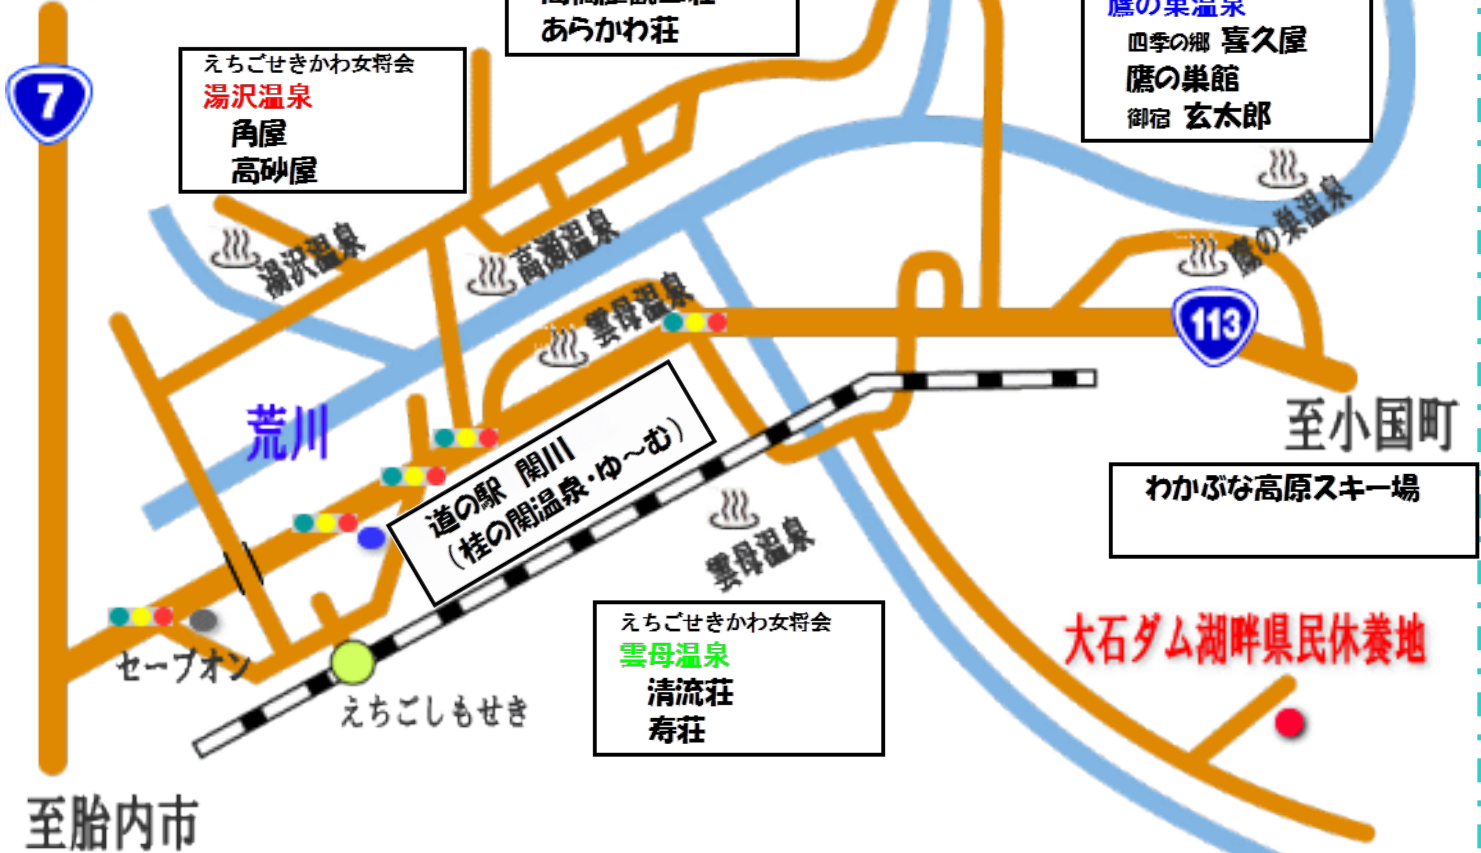 あらかわ荘
鷹の巣温泉
四季の郷 喜久屋
鷹の巣館
御宿 玄太郎
7
えちごせきかわ女将会
湯沢温泉
角屋
高砂屋
湯沢温泉
高瀬温泉
雲母温泉
鷹の巣温泉
113
至小国町
荒川
道の駅 関川
(桂の関温泉・ゆ〜む)
わかぶな高原スキー場
雲母温泉
えちごせきかわ女将会
雲母温泉
清流荘
寿荘
大石ダム湖畔県民休養地
セーブオン
えちごしもせき
至胎内市